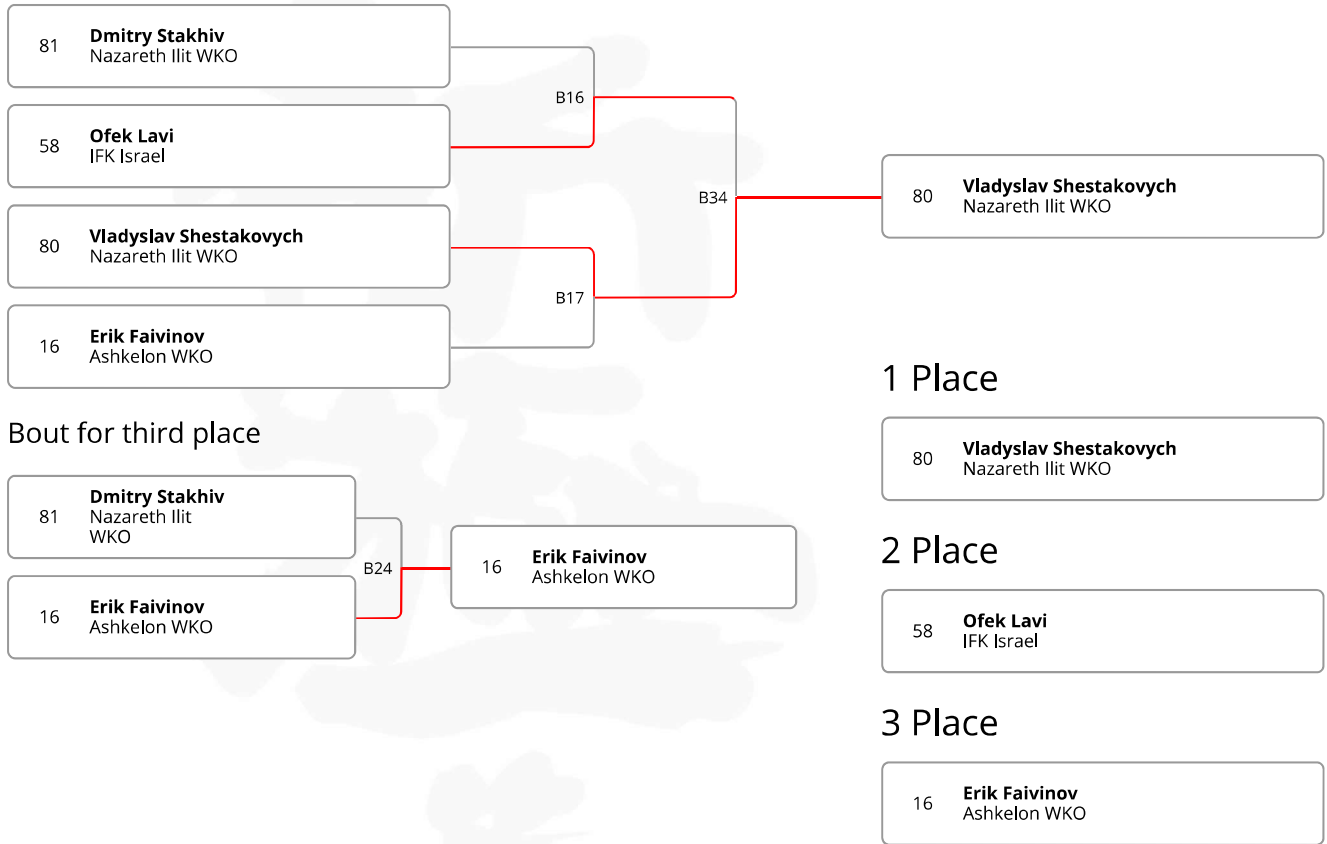 81
Dmitry Stakhiv
Nazareth Ilit WKO
B16
58
Ofek Lavi
IFK Israel
B34
80
Vladyslav Shestakovych
Nazareth Ilit WKO
80
Vladyslav Shestakovych
Nazareth Ilit WKO
B17
16
Erik Faivinov
Ashkelon WKO
Bout for third place
81
Dmitry Stakhiv
Nazareth Ilit
WKO
B24
16
Erik Faivinov
Ashkelon WKO
16
Erik Faivinov
Ashkelon WKO
1 Place
80
Vladyslav Shestakovych
Nazareth Ilit WKO
2 Place
58
Ofek Lavi
IFK Israel
3 Place
16
Erik Faivinov
Ashkelon WKO